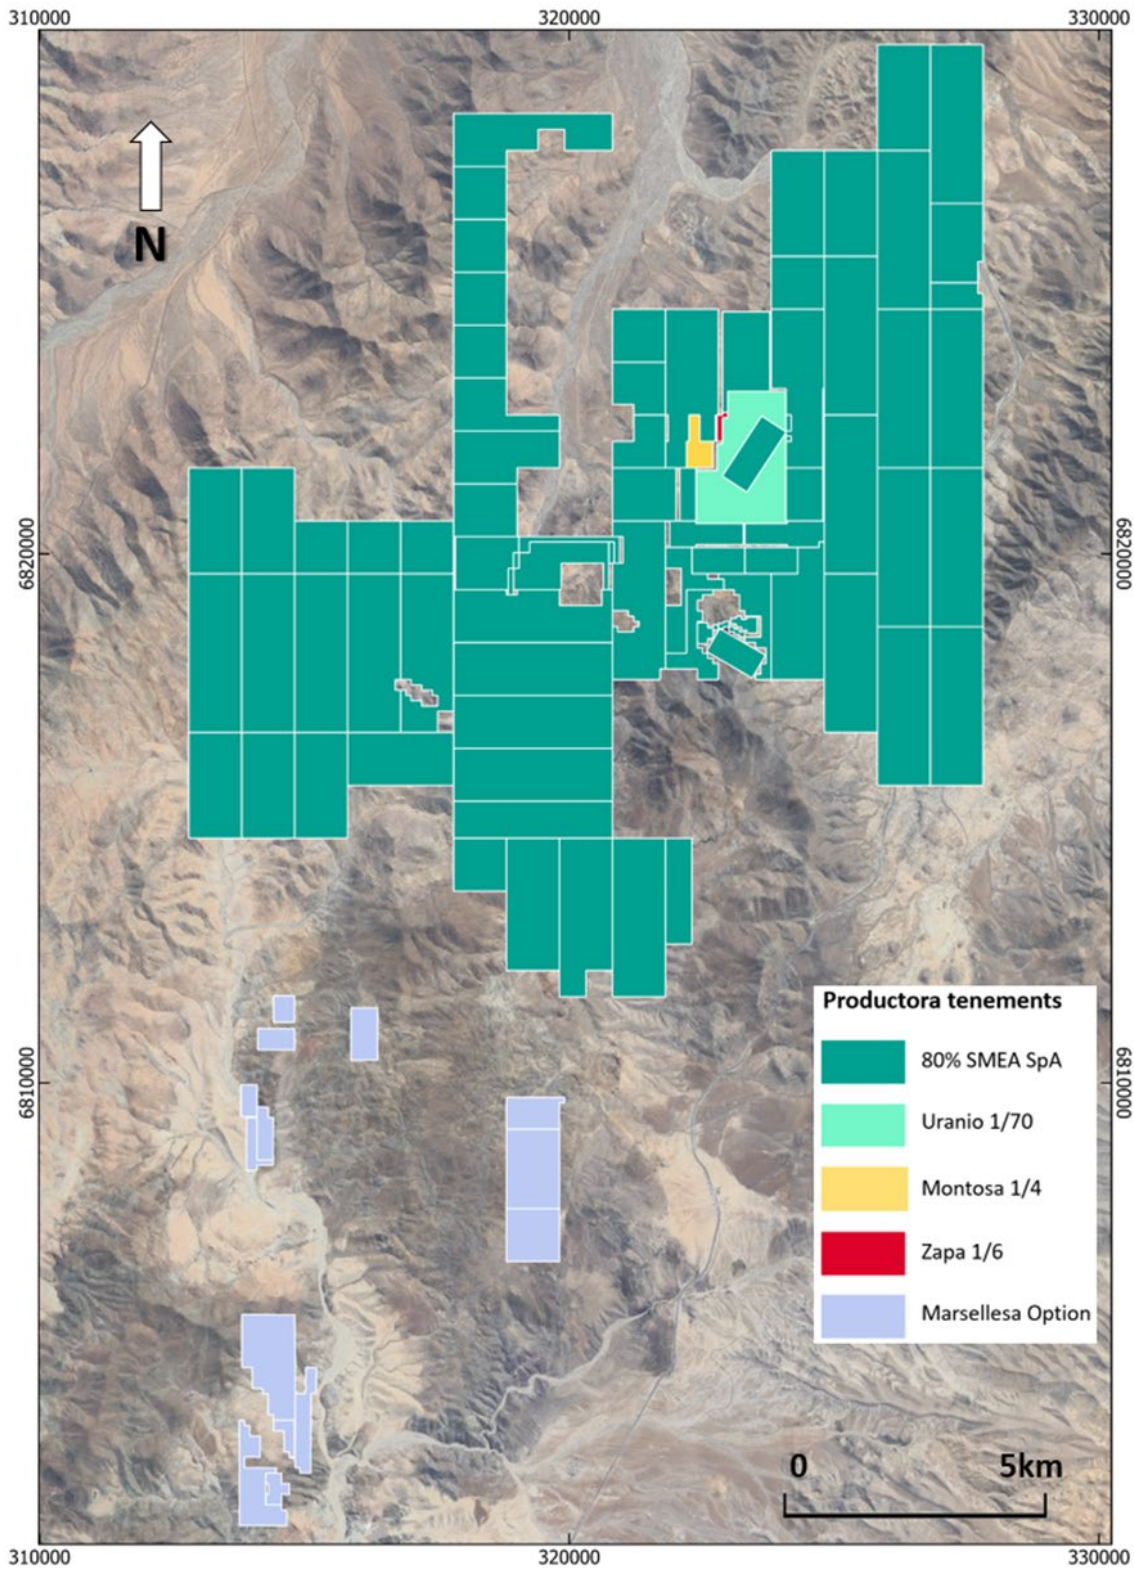 310000 320000 330000
N
6820000 6820000
6810000 6810000
Productora tenements
80% SMEA SpA
Uranio 1/70
Montosa 1/4
Zapa 1/6
Marsellesa Option
0 5km
310000 320000 330000